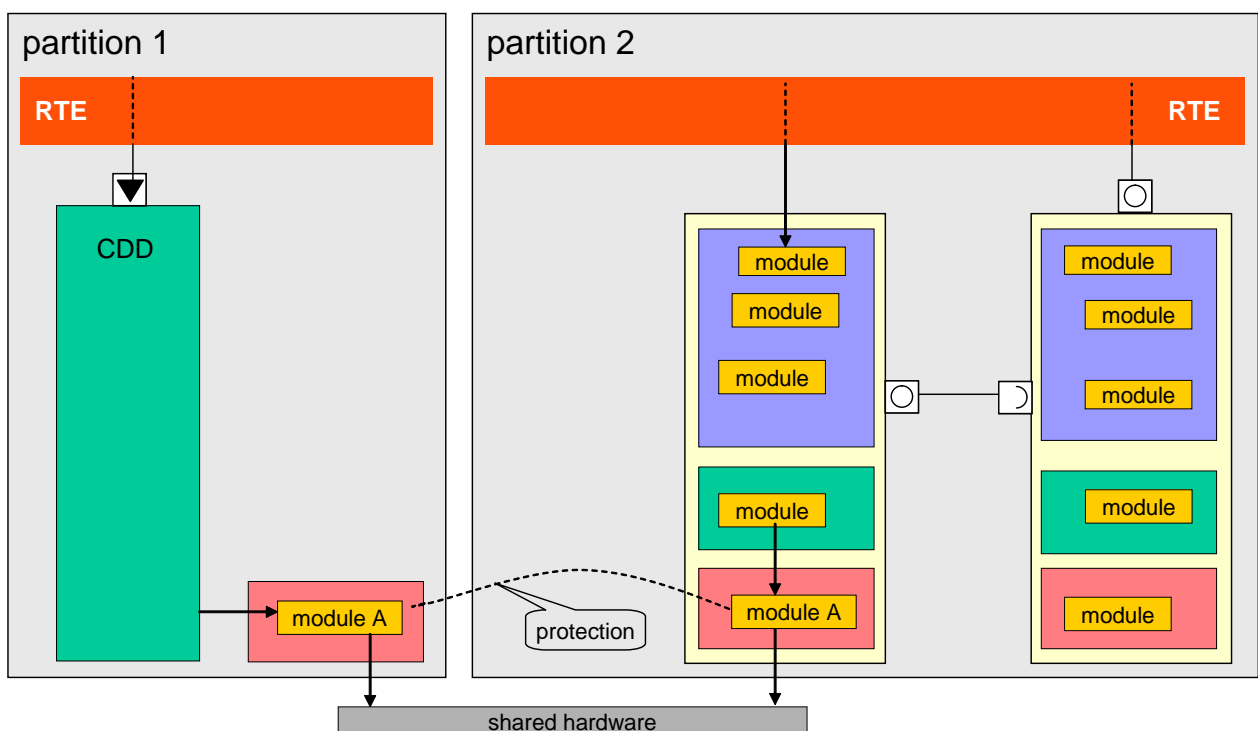 partition 1
RTE
CDD
module A
partition 2
RTE
module
module
module
module
module A
module
module
module
module
module
protection
shared hardware